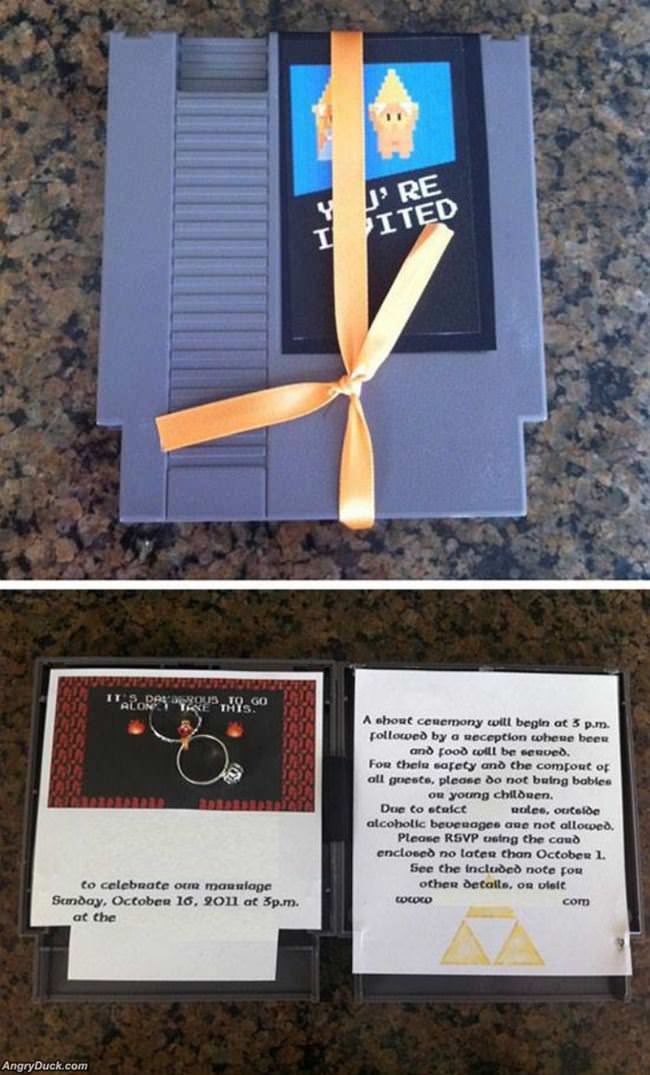 YOU'RE
INVITED
IT'S DANGEROUS TO GO
ALONE! TAKE THIS.
to celebrate our marriage
Sunday, October 16, 2011 at 3p.m.
at the
A short ceremony will begin at 3 p.m.
followed by a reception where beer
and food will be served.
For their safety and the comfort of
all guests, please do not bring babies
or young children.
Due to strict rules, outside
alcoholic beverages are not allowed.
Please RSVP using the card
enclosed no later than October 1.
See the included note for
other details, or visit
www com
AngryDuck.com